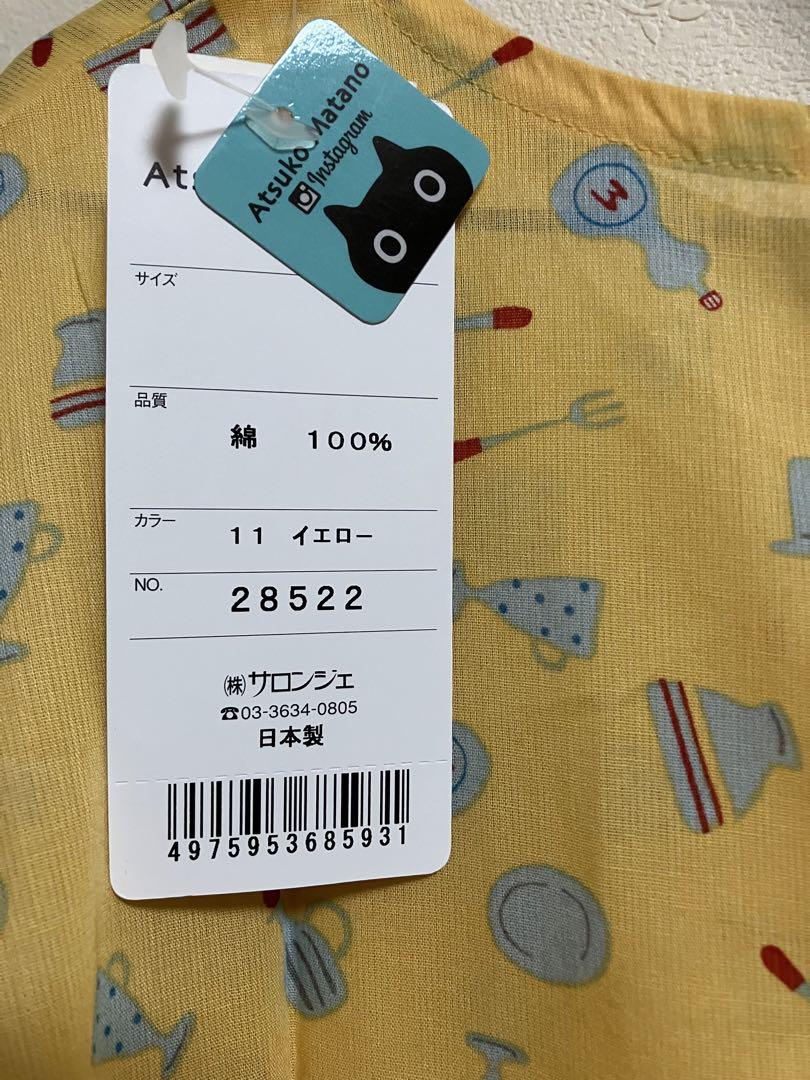 Atsuko Matano
Instagram
At
サイズ
品質
綿 100%
カラー
11 イエロー
NO.
28522
㈱サロンジェ
☎03-3634-0805
日本製
4975953685931